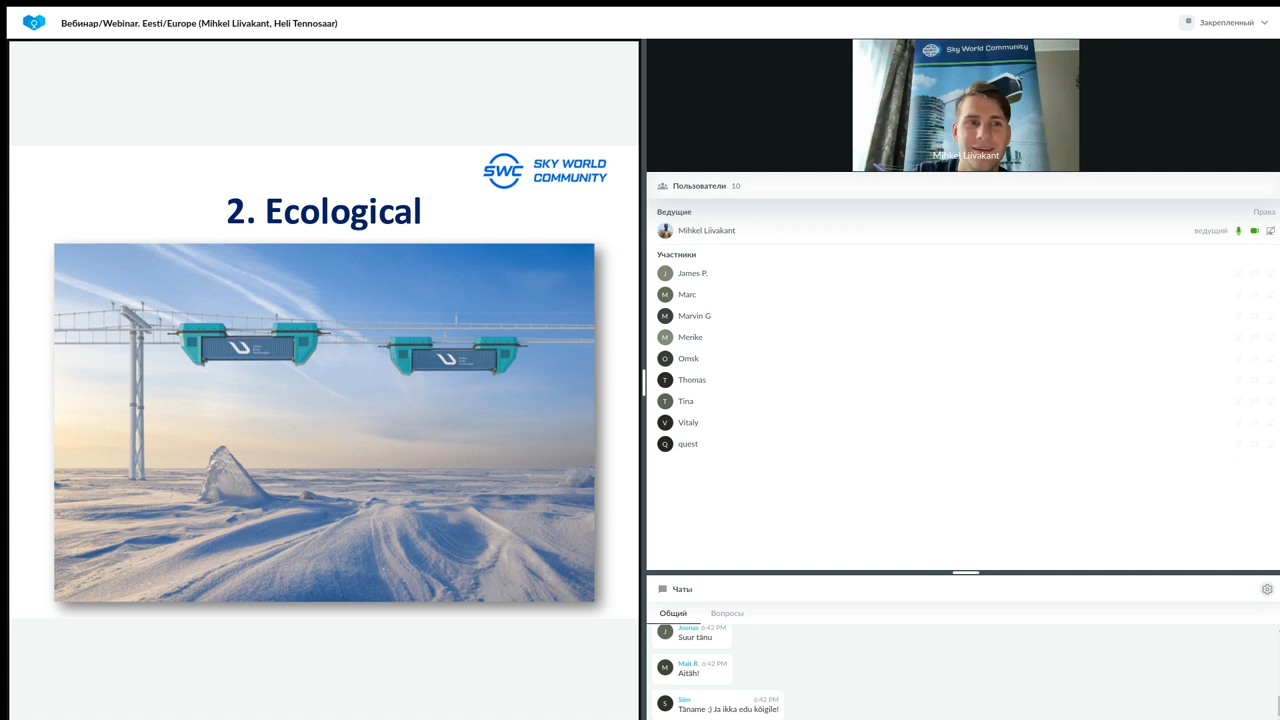 Вебинар/Webinar. Eesti/Europe (Mihkel Liivakant, Heli Tennosaar)
Закрепленный
SWC SKY WORLD
COMMUNITY
2. Ecological
Sky World Community
Mihkel Liivakant
Пользователи 10
Ведущие
Права
Mihkel Liivakant
ведущий
Участники
J James P.
M Marc
M Marvin G
M Merike
O Omsk
T Thomas
T Tina
V Vitaly
Q quest
Чаты
Общий
Вопросы
J Joonas 6:42 PM
Suur tänu
M Mait R. 6:42 PM
Aitäh!
S Siim 6:42 PM
Täname ;) Ja ikka edu kõigile!